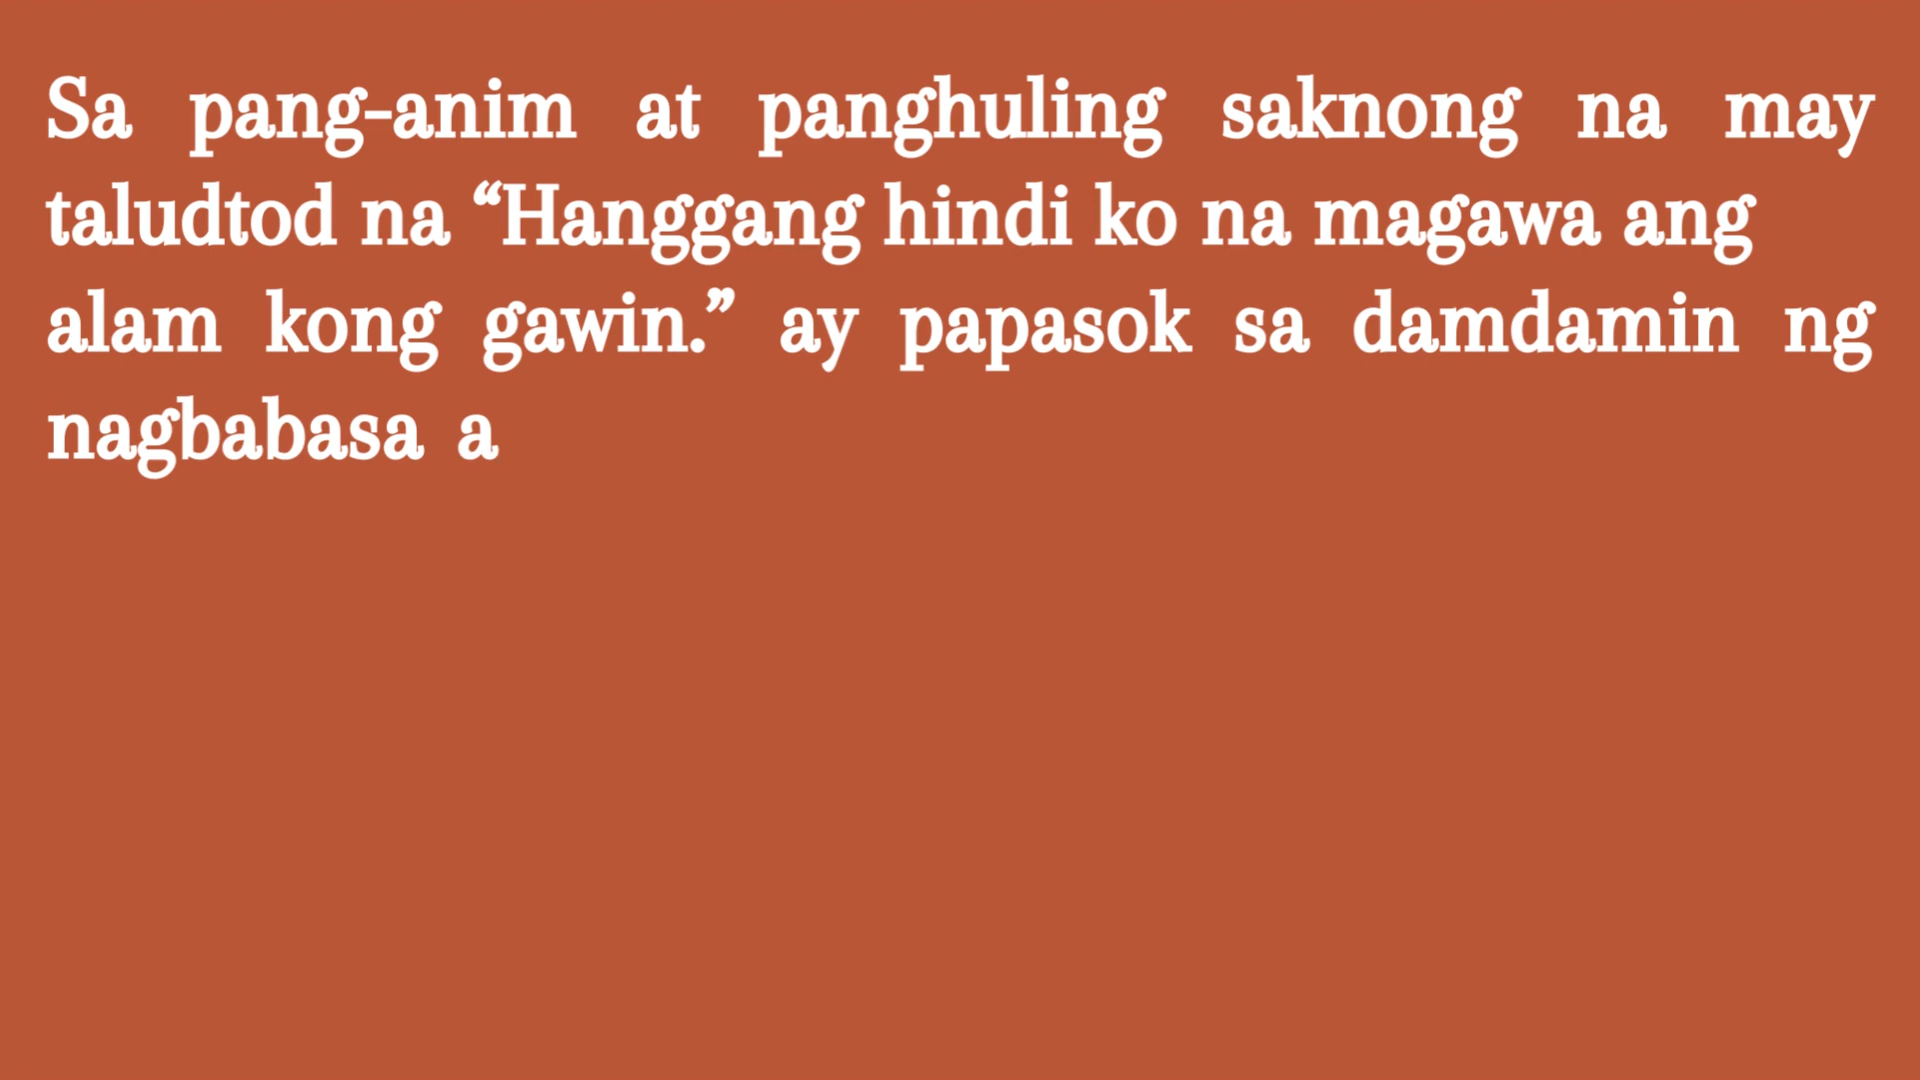 Sa pang-anim at panghuling saknong na may
taludtod na “Hanggang hindi ko na magawa ang
alam kong gawin.” ay papasok sa damdamin ng
nagbabasa a